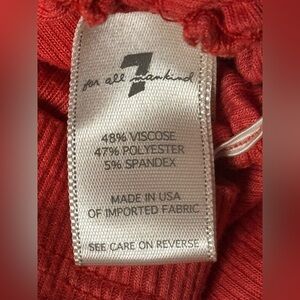 7
for all mankind
48% VISCOSE
47% POLYESTER
5% SPANDEX
MADE IN USA
OF IMPORTED FABRIC
SEE CARE ON REVERSE